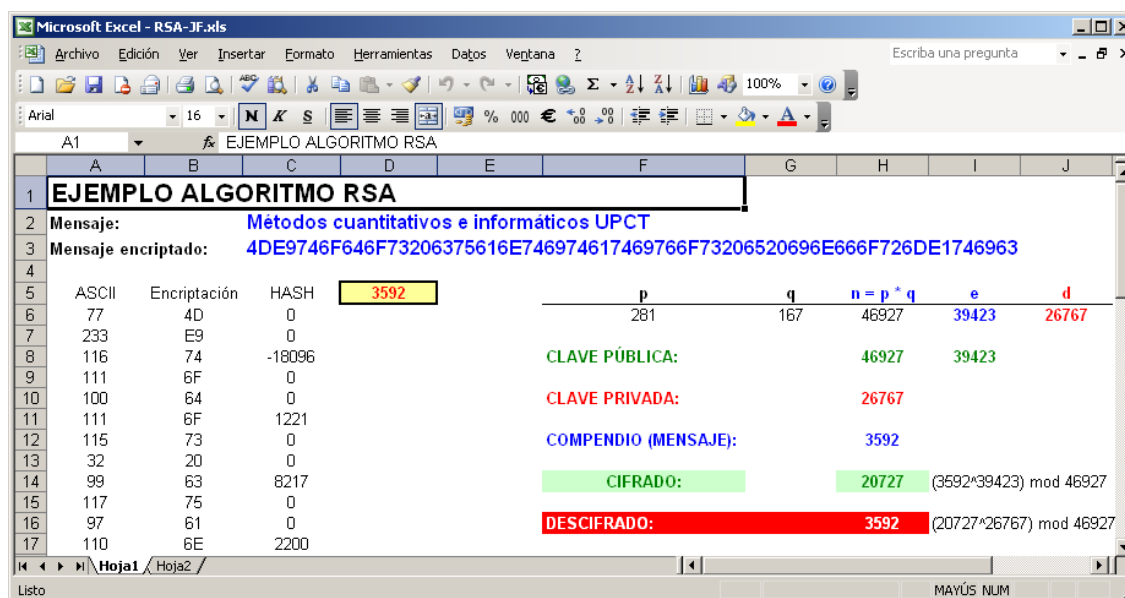 Microsoft Excel - RSA-JF.xls
Archivo Edición Ver Insertar Formato Herramientas Datos Ventana ? Escriba una pregunta
100%
Arial 16 N K S % 000 €
A1 fx EJEMPLO ALGORITMO RSA
A B C D E F G H I J
1 EJEMPLO ALGORITMO RSA
2 Mensaje: Métodos cuantitativos e informáticos UPCT
3 Mensaje encriptado: 4DE9746F646F73206375616E746974617469766F73206520696E666F726DE1746963
4
5 ASCII Encriptación HASH 3592 p q n = p * q e d
6 77 4D 0 281 167 46927 39423 26767
7 233 E9 0
8 116 74 -18096 CLAVE PÚBLICA: 46927 39423
9 111 6F 0
10 100 64 0 CLAVE PRIVADA: 26767
11 111 6F 1221
12 115 73 0 COMPENDIO (MENSAJE): 3592
13 32 20 0
14 99 63 8217 CIFRADO: 20727 (3592^39423) mod 46927
15 117 75 0
16 97 61 0 DESCIFRADO: 3592 (20727^26767) mod 46927
17 110 6E 2200
Hoja1 Hoja2
Listo MAYÚS NUM